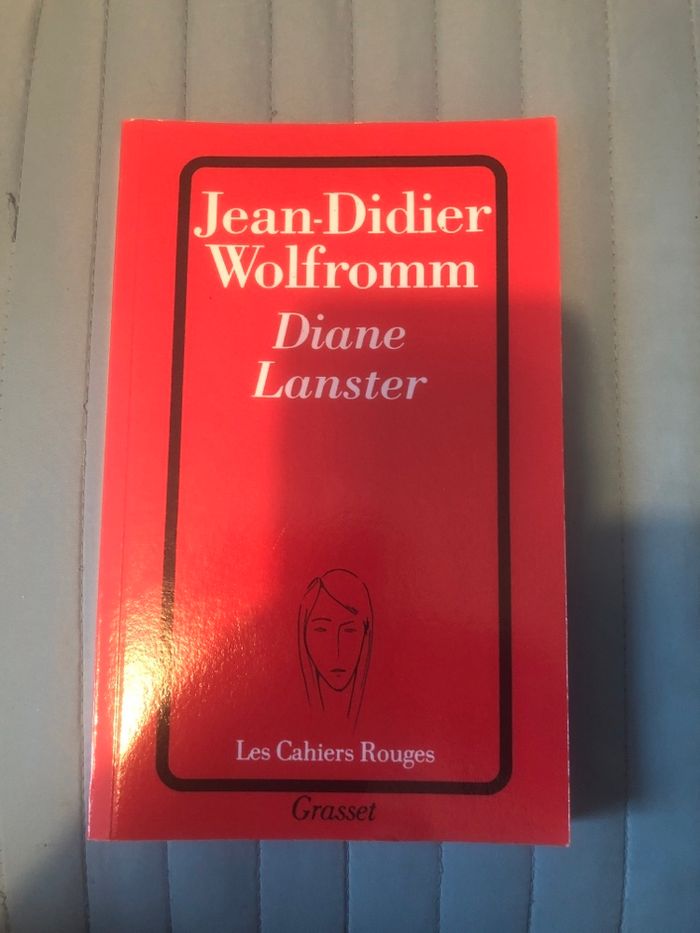 Jean-Didier
Wolfromm
Diane
Lanster
Les Cahiers Rouges
Grasset